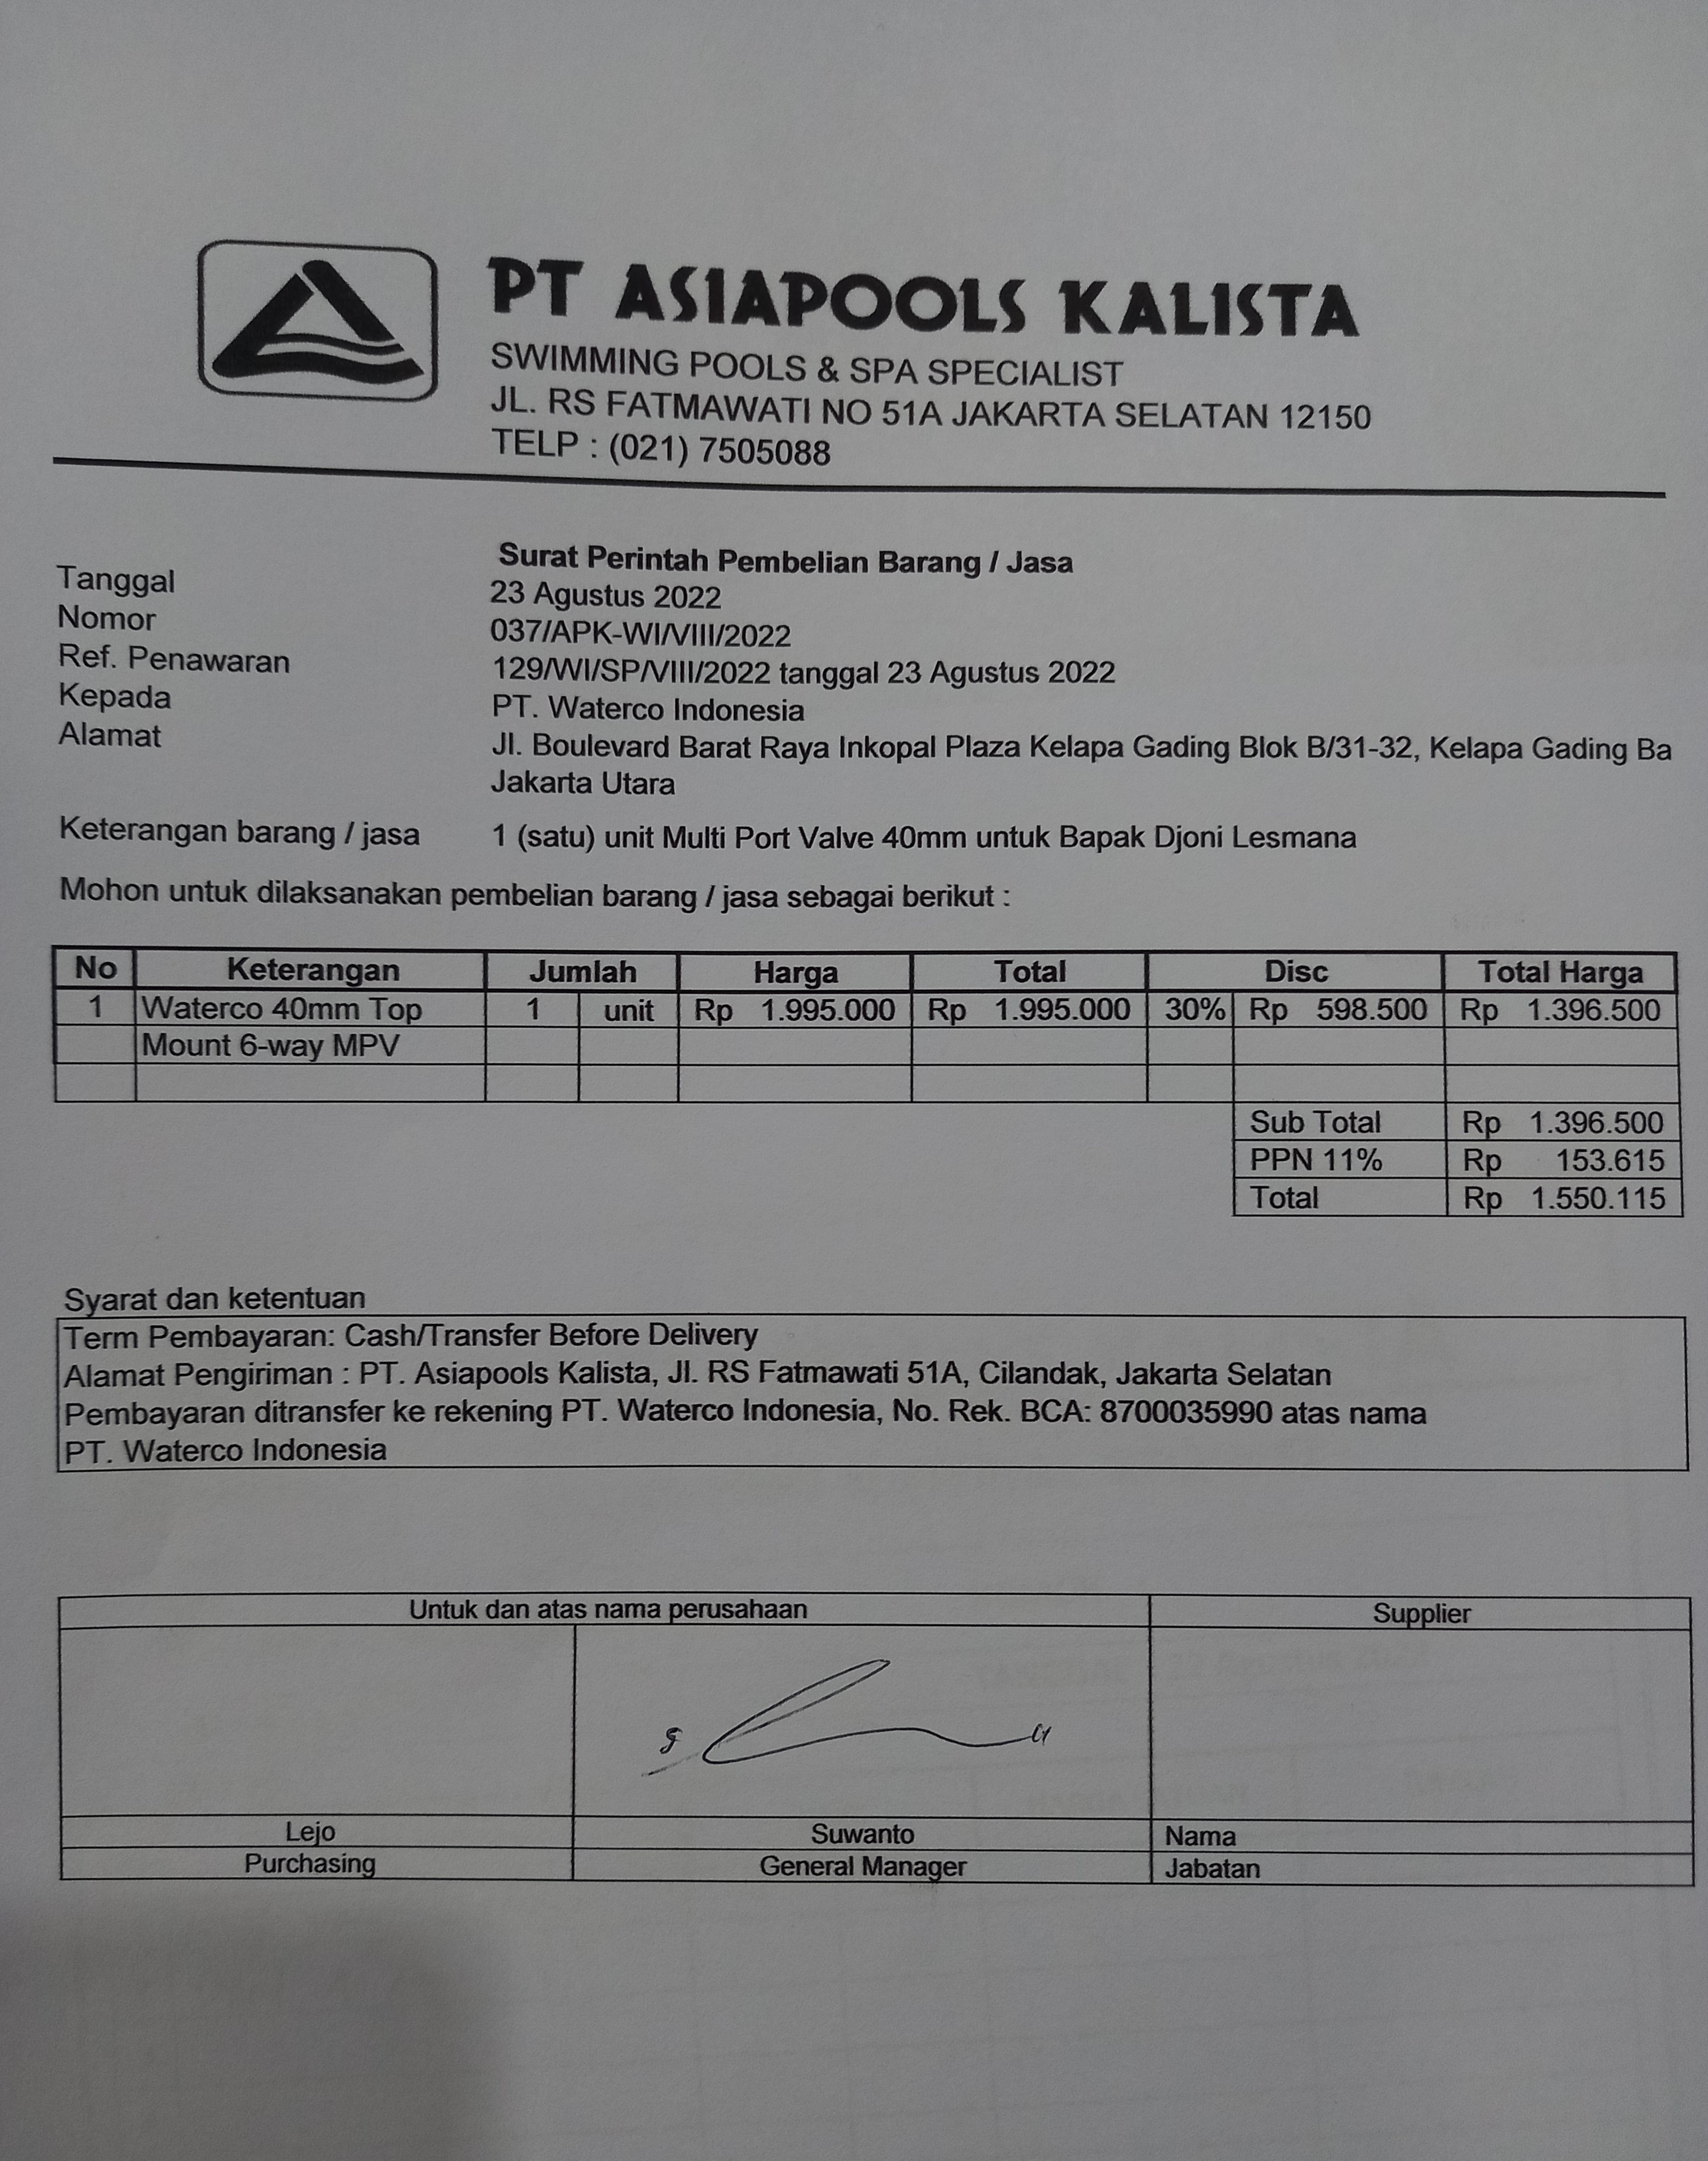 PT ASIAPOOLS KALISTA
SWIMMING POOLS & SPA SPECIALIST
JL. RS FATMAWATI NO 51A JAKARTA SELATAN 12150
TELP : (021) 7505088
Surat Perintah Pembelian Barang / Jasa
Tanggal 23 Agustus 2022
Nomor 037/APK-WI/VIII/2022
Ref. Penawaran 129/WI/SP/VIII/2022 tanggal 23 Agustus 2022
Kepada PT. Waterco Indonesia
Alamat Jl. Boulevard Barat Raya Inkopal Plaza Kelapa Gading Blok B/31-32, Kelapa Gading Ba
Jakarta Utara
Keterangan barang / jasa 1 (satu) unit Multi Port Valve 40mm untuk Bapak Djoni Lesmana
Mohon untuk dilaksanakan pembelian barang / jasa sebagai berikut :
No Keterangan Jumlah Harga Total Disc Total Harga
1 Waterco 40mm Top 1 unit Rp 1.995.000 Rp 1.995.000 30% Rp 598.500 Rp 1.396.500
Mount 6-way MPV
Sub Total Rp 1.396.500
PPN 11% Rp 153.615
Total Rp 1.550.115
Syarat dan ketentuan
Term Pembayaran: Cash/Transfer Before Delivery
Alamat Pengiriman : PT. Asiapools Kalista, Jl. RS Fatmawati 51A, Cilandak, Jakarta Selatan
Pembayaran ditransfer ke rekening PT. Waterco Indonesia, No. Rek. BCA: 8700035990 atas nama
PT. Waterco Indonesia
Untuk dan atas nama perusahaan Supplier
Lejo Suwanto Nama
Purchasing General Manager Jabatan